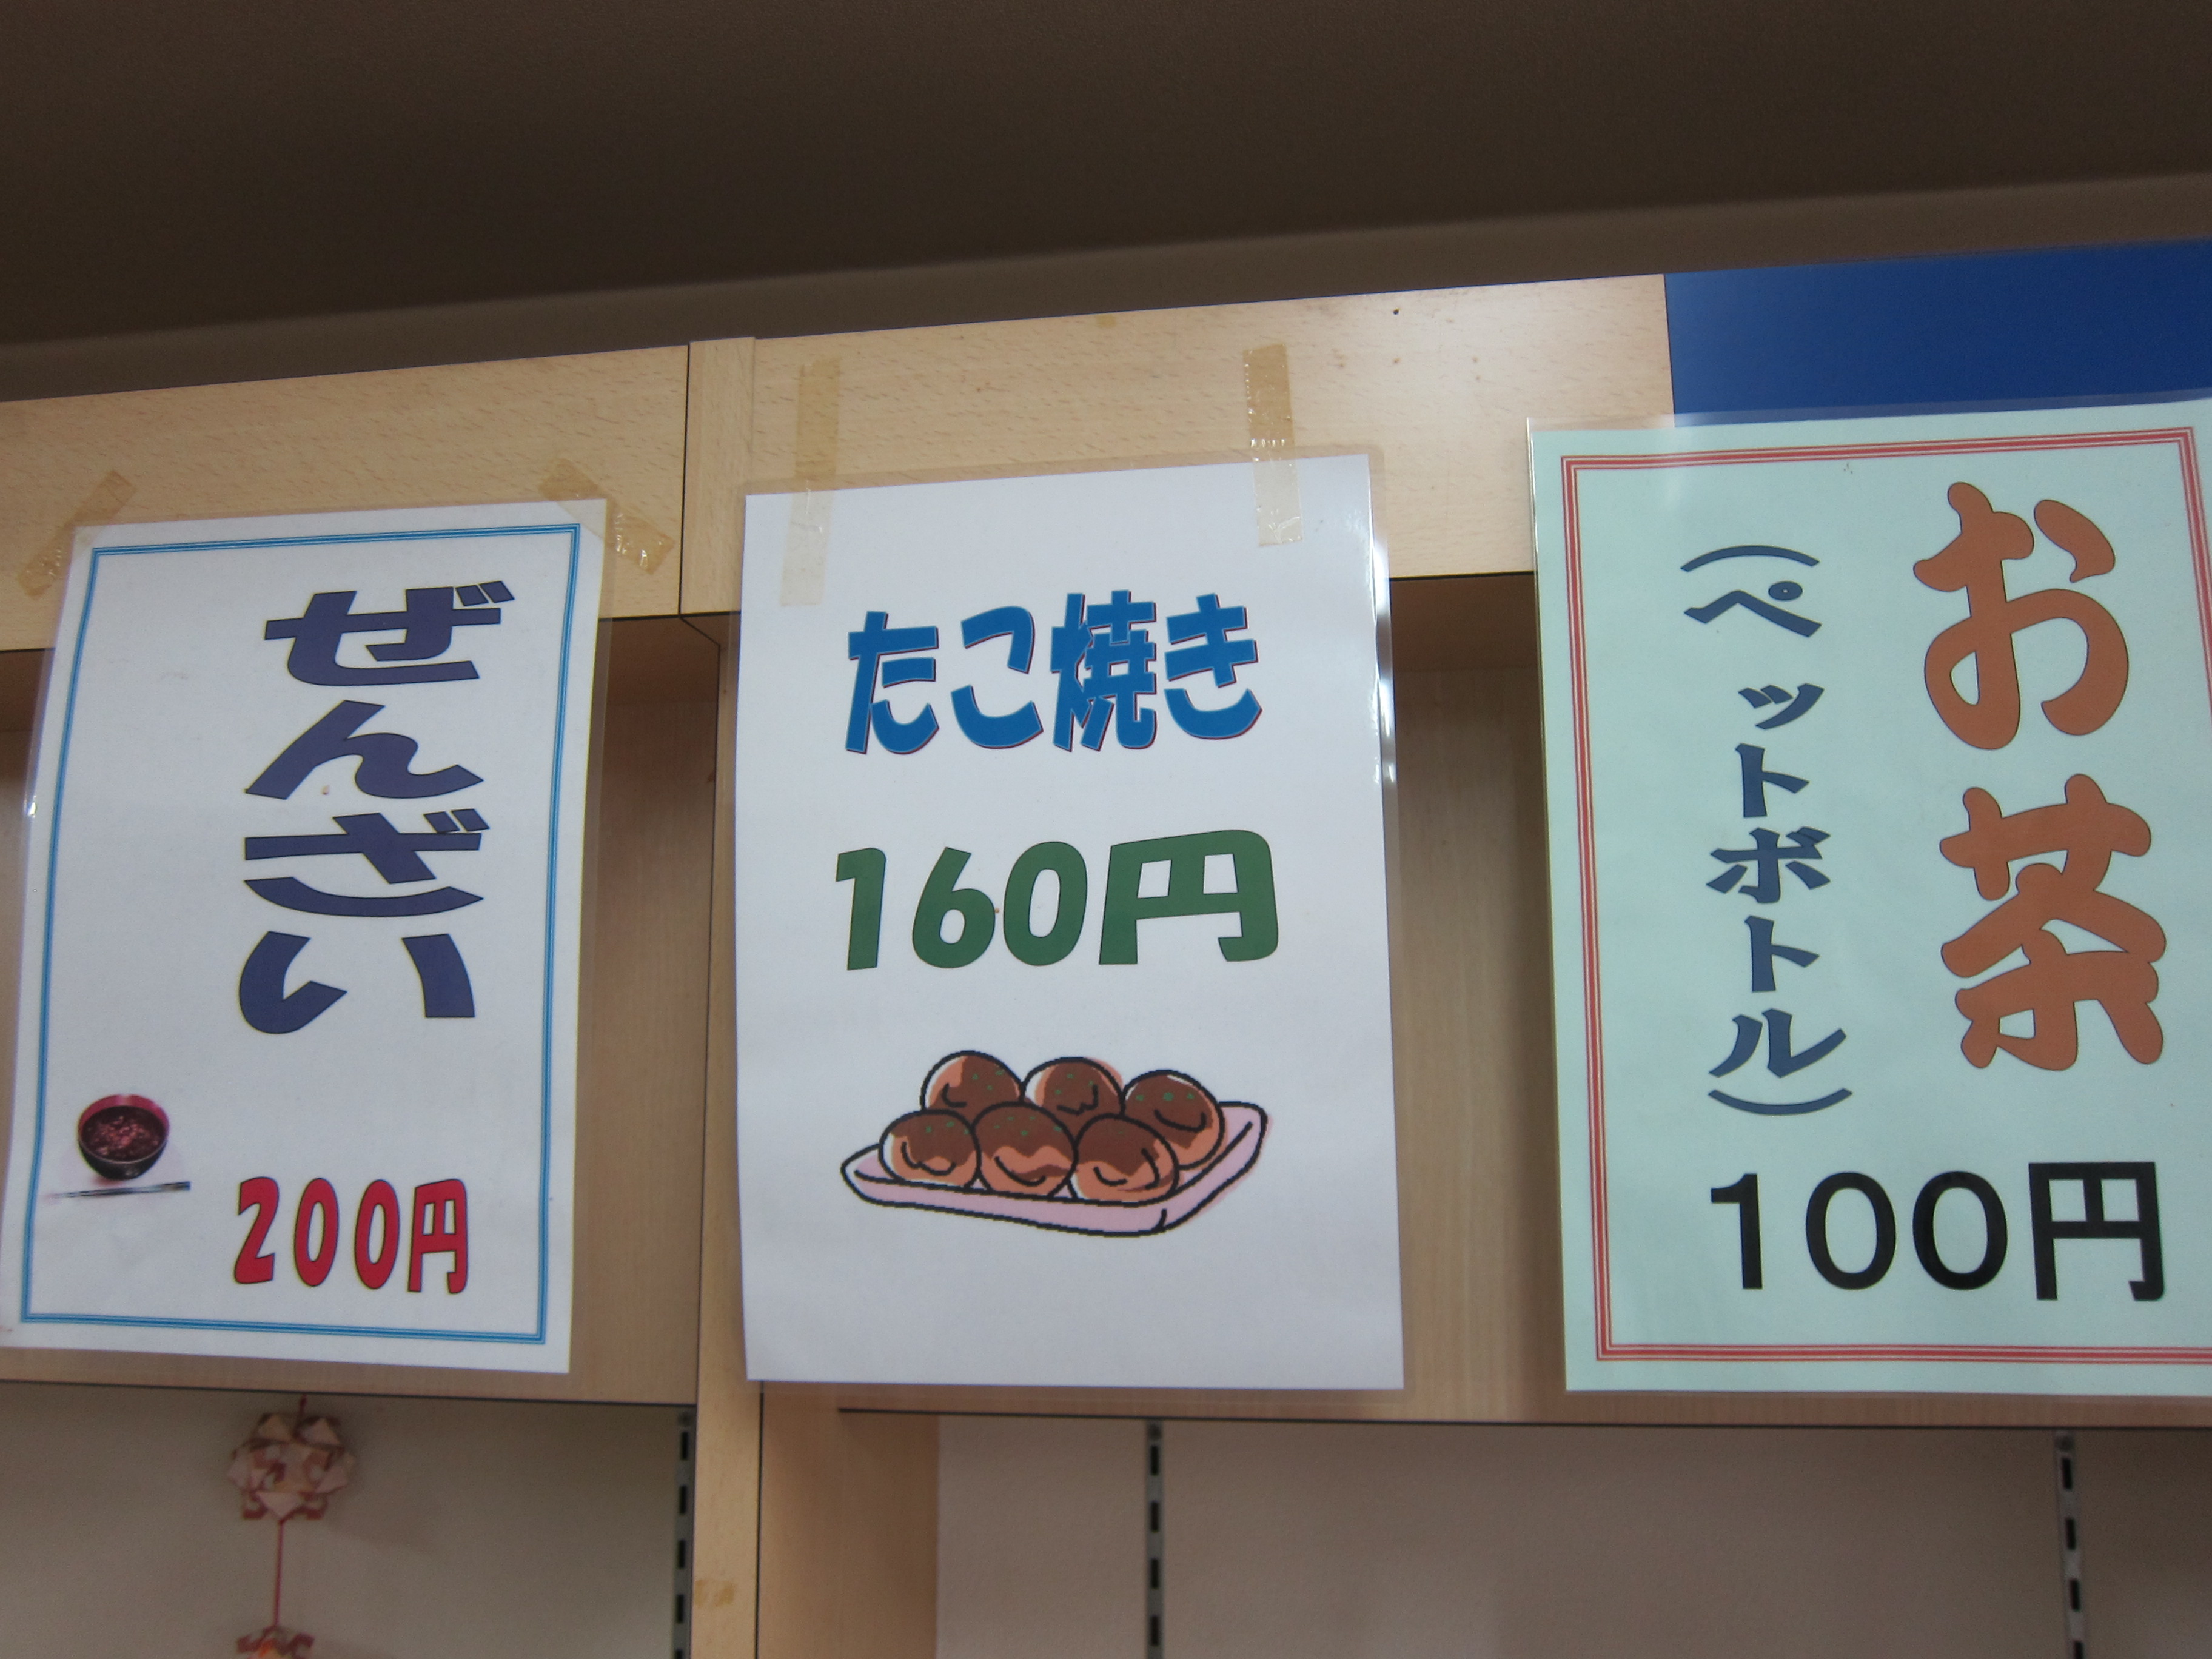 ぜんざい
200円
たこ焼き
160円
お茶
(ペットボトル)
100円